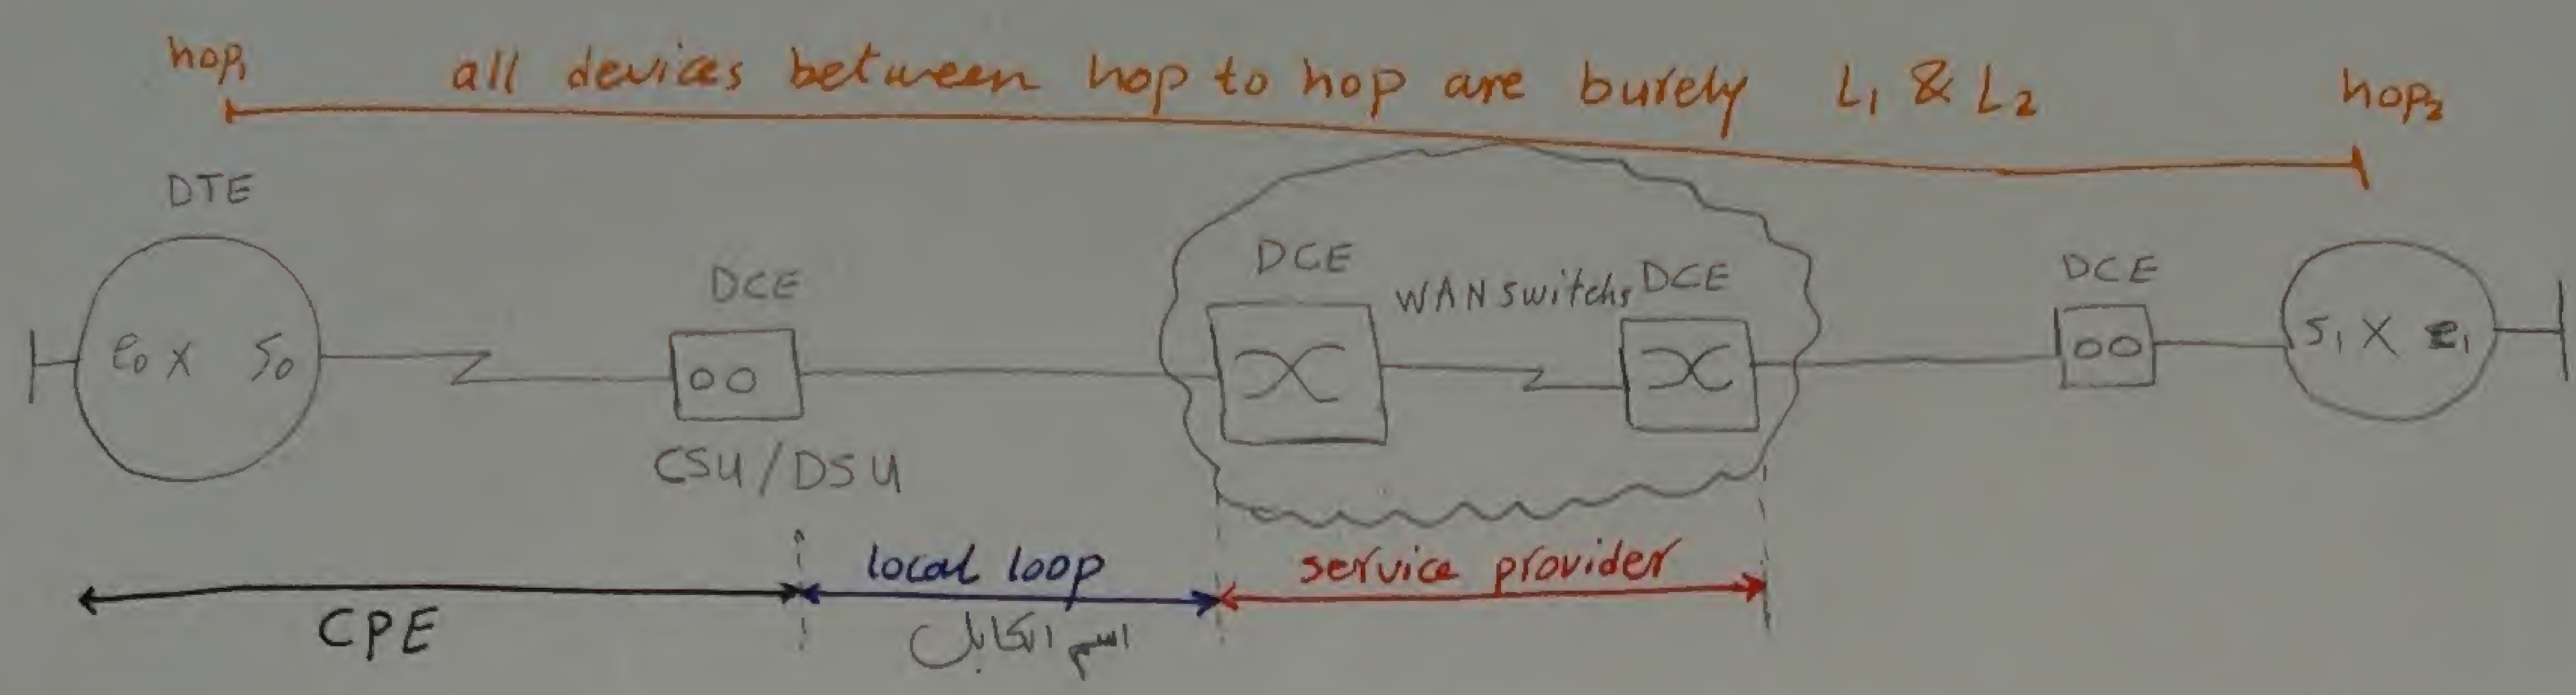 hop1 all devices between hop to hop are burely L1 & L2 hop2
DTE
DCE
DCE
WAN switchs
DCE
DCE
e0 X S0
S1 X e1
CSU/DSU
local loop
service provider
CPE
اسم الكابل